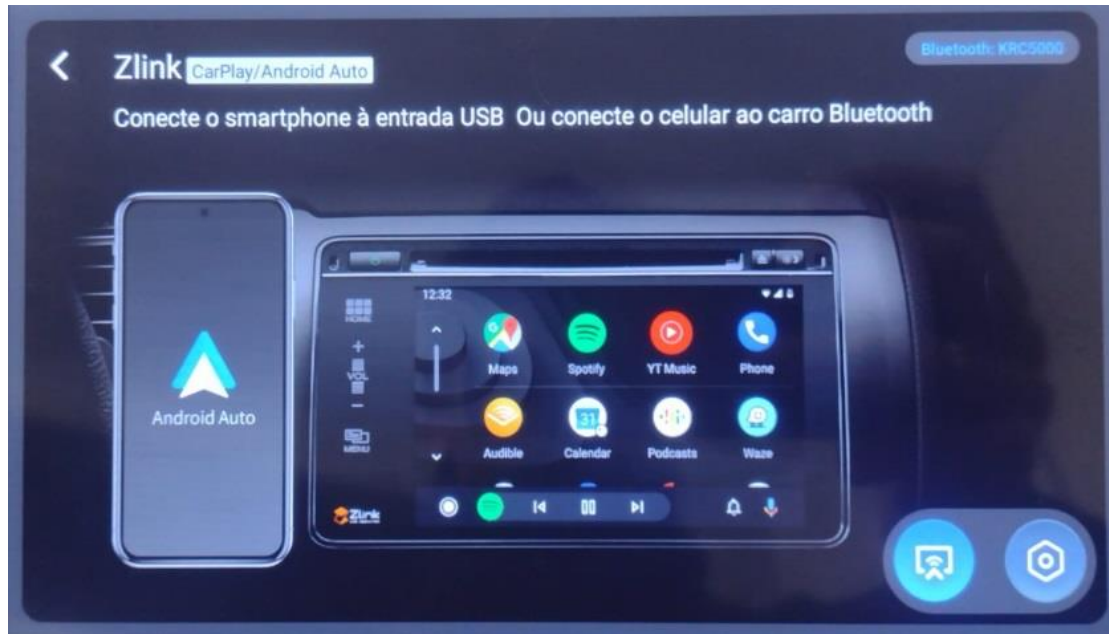 Zlink CarPlay/Android Auto
Bluetooth: KRC5000
Conecte o smartphone à entrada USB Ou conecte o celular ao carro Bluetooth
12:32
HOME
Maps Spotify YT Music Phone
VOL
Android Auto
31
MENU
Audible Calendar Podcasts Waze
Zlink